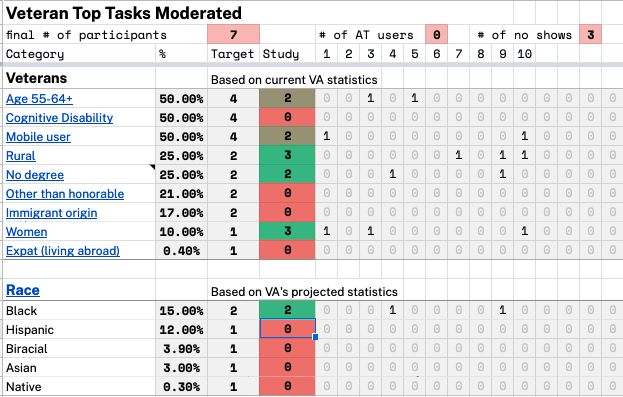 Veteran Top Tasks Moderated
final # of participants 7 # of AT users 0 # of no shows 3
Category % Target Study 1 2 3 4 5 6 7 8 9 10
Veterans Based on current VA statistics
Age 55-64+ 50.00% 4 2 0 0 1 0 1 0 0 0 0 0 0 0 0 0
Cognitive Disability 50.00% 4 0 0 0 0 0 0 0 0 0 0 0 0 0 0 0
Mobile user 50.00% 4 2 1 0 0 0 0 0 0 0 0 1 0 0 0 0
Rural 25.00% 2 3 0 0 0 0 0 0 1 0 1 1 0 0 0 0
No degree 25.00% 2 2 0 0 0 1 0 0 0 0 1 0 0 0 0 0
Other than honorable 21.00% 2 0 0 0 0 0 0 0 0 0 0 0 0 0 0 0
Immigrant origin 17.00% 2 0 0 0 0 0 0 0 0 0 0 0 0 0 0 0
Women 10.00% 1 3 1 0 1 0 0 0 0 0 0 1 0 0 0 0
Expat (living abroad) 0.40% 1 0 0 0 0 0 0 0 0 0 0 0 0 0 0 0
Race Based on VA's projected statistics
Black 15.00% 2 2 0 0 0 1 0 0 0 0 1 0 0 0 0 0
Hispanic 12.00% 1 0 0 0 0 0 0 0 0 0 0 0 0 0 0 0
Biracial 3.90% 1 0 0 0 0 0 0 0 0 0 0 0 0 0 0 0
Asian 3.00% 1 0 0 0 0 0 0 0 0 0 0 0 0 0 0 0
Native 0.30% 1 0 0 0 0 0 0 0 0 0 0 0 0 0 0 0